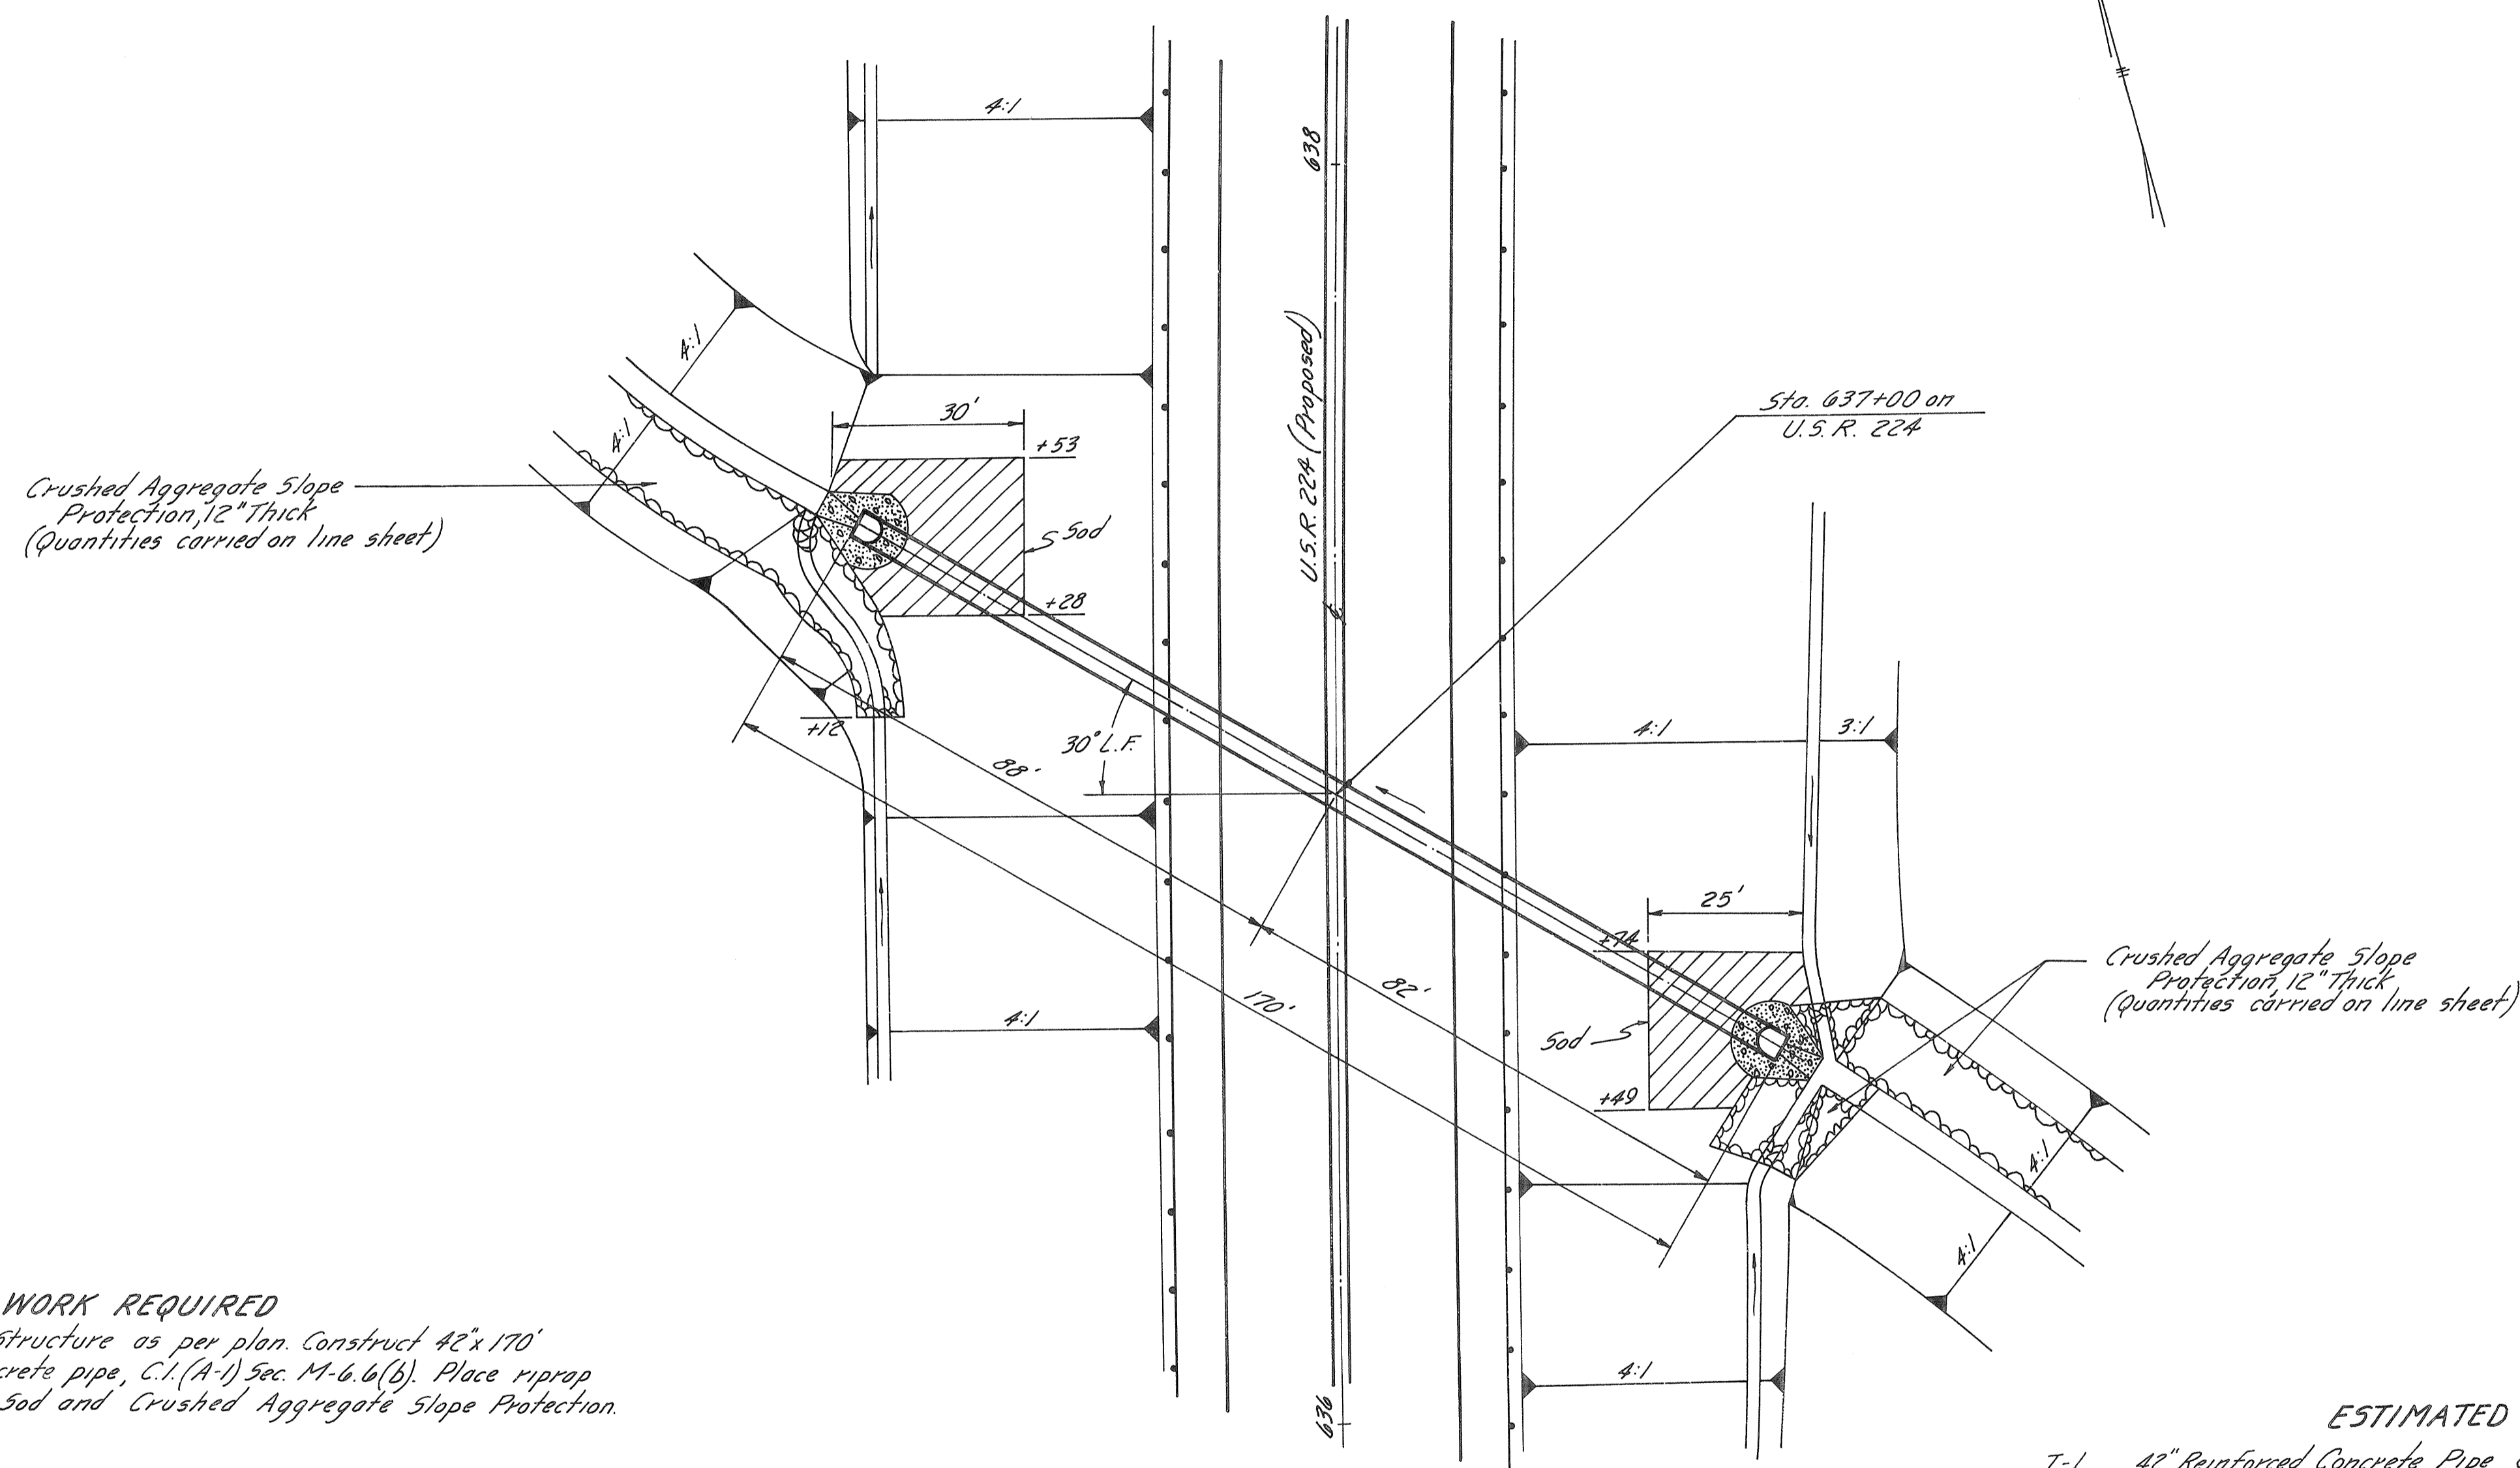 4:1
638
U.S.R. 224 (Proposed)
4:1
4:1
30'
+53
Sta. 637+00 on
U.S.R. 224
Crushed Aggregate Slope
Protection, 12" Thick
(Quantities carried on line sheet)
Sod
+28
+12
30° L.F.
88'
4:1
3:1
25'
+74
Crushed Aggregate Slope
Protection, 12" Thick
(Quantities carried on line sheet)
82'
170'
4:1
Sod
+49
4:1
4:1
WORK REQUIRED
Structure as per plan. Construct 42" x 170'
crete pipe, C.I. (A-1) Sec. M-6.6(b). Place riprap
Sod and Crushed Aggregate Slope Protection.
4:1
636
ESTIMATED
T-1 42" Reinforced Concrete Pipe